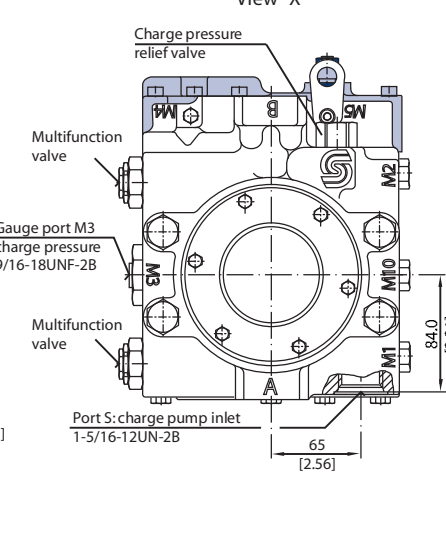 View "X"
Charge pressure
relief valve
M4
B
M5
Multifunction
valve
M2
Gauge port M3
charge pressure
9/16-18UNF-2B
M3
M10
Multifunction
valve
84.0
M1
A
Port S: charge pump inlet
1-5/16-12UN-2B
65
[2.56]
]